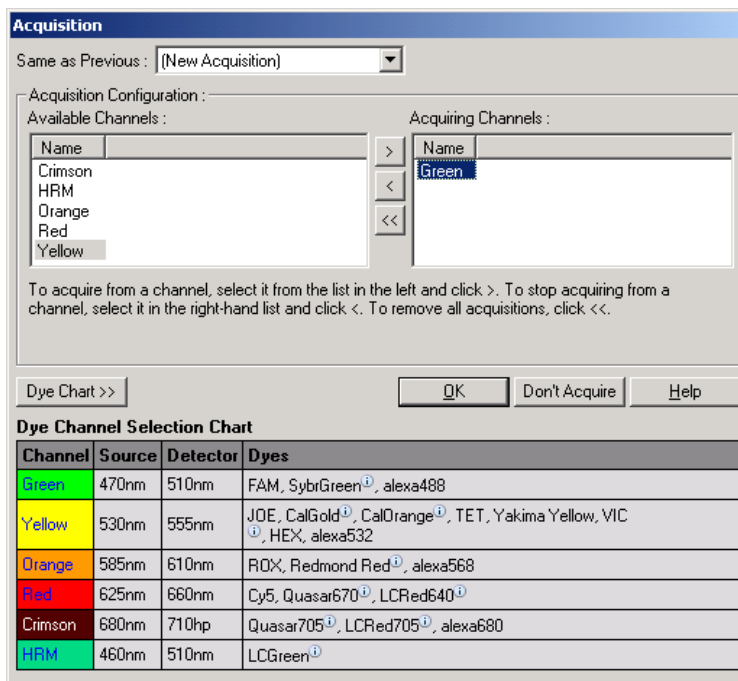 Acquisition
Same as Previous : (New Acquisition)
Acquisition Configuration :
Available Channels :
Name
Crimson
HRM
Orange
Red
Yellow
>
<
<<
Acquiring Channels :
Name
Green
To acquire from a channel, select it from the list in the left and click >. To stop acquiring from a
channel, select it in the right-hand list and click <. To remove all acquisitions, click <<.
Dye Chart >> OK Don't Acquire Help
Dye Channel Selection Chart
Channel Source Detector Dyes
Green 470nm 510nm FAM, SybrGreen ⓘ, alexa488
Yellow 530nm 555nm JOE, CalGold ⓘ, CalOrange ⓘ, TET, Yakima Yellow, VIC
ⓘ, HEX, alexa532
Orange 585nm 610nm ROX, Redmond Red ⓘ, alexa568
Red 625nm 660nm Cy5, Quasar670 ⓘ, LCRed640 ⓘ
Crimson 680nm 710hp Quasar705 ⓘ, LCRed705 ⓘ, alexa680
HRM 460nm 510nm LCGreen ⓘ